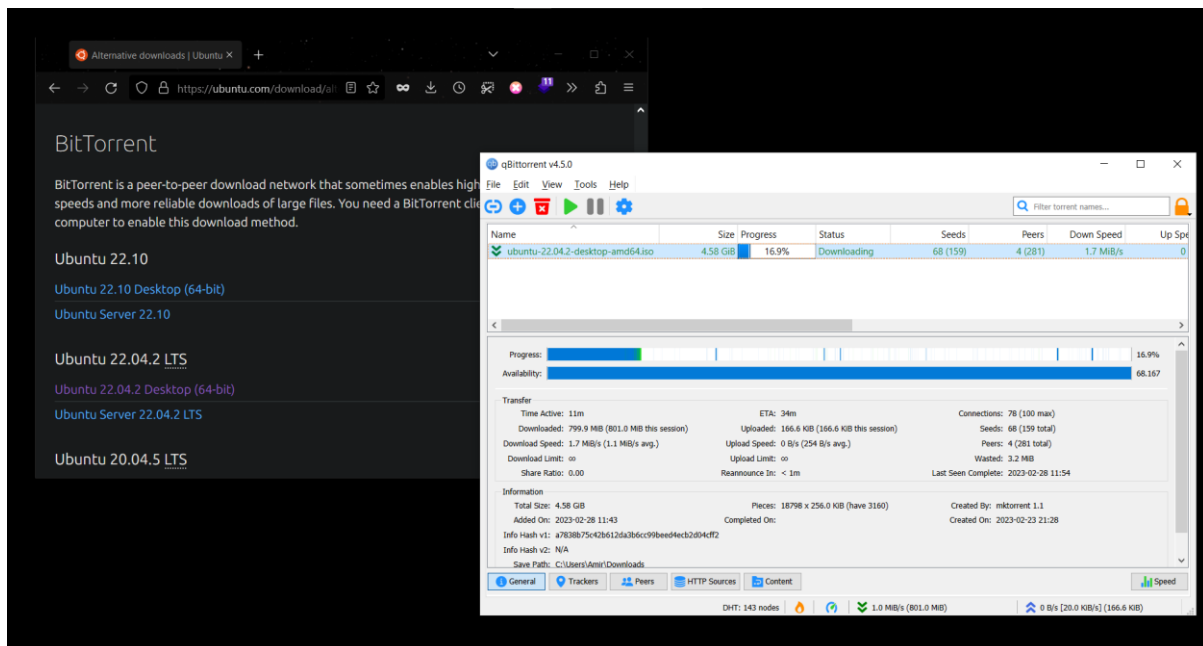 Alternative downloads | Ubuntu
https://ubuntu.com/download/alt
11
BitTorrent
BitTorrent is a peer-to-peer download network that sometimes enables high
speeds and more reliable downloads of large files. You need a BitTorrent clie
computer to enable this download method.
Ubuntu 22.10
Ubuntu 22.10 Desktop (64-bit)
Ubuntu Server 22.10
Ubuntu 22.04.2 LTS
Ubuntu 22.04.2 Desktop (64-bit)
Ubuntu Server 22.04.2 LTS
Ubuntu 20.04.5 LTS
qBittorrent v4.5.0
File Edit View Tools Help
Filter torrent names...
Name Size Progress Status Seeds Peers Down Speed Up Spe
ubuntu-22.04.2-desktop-amd64.iso 4.58 GiB 16.9% Downloading 68 (159) 4 (281) 1.7 MiB/s 0
Progress: 16.9%
Availability: 68.167
Transfer
Time Active: 11m ETA: 34m Connections: 78 (100 max)
Downloaded: 799.9 MiB (801.0 MiB this session) Uploaded: 166.6 KiB (166.6 KiB this session) Seeds: 68 (159 total)
Download Speed: 1.7 MiB/s (1.1 MiB/s avg.) Upload Speed: 0 B/s (254 B/s avg.) Peers: 4 (281 total)
Download Limit: ∞ Upload Limit: ∞ Wasted: 3.2 MiB
Share Ratio: 0.00 Reannounce In: < 1m Last Seen Complete: 2023-02-28 11:54
Information
Total Size: 4.58 GiB Pieces: 18798 x 256.0 KiB (have 3160) Created By: mktorrent 1.1
Added On: 2023-02-28 11:43 Completed On: Created On: 2023-02-23 21:28
Info Hash v1: a7838b75c42b612da3b6cc99beed4ecb2d04cff2
Info Hash v2: N/A
Save Path: C:\Users\Amir\Downloads
General Trackers Peers HTTP Sources Content Speed
DHT: 143 nodes 1.0 MiB/s (801.0 MiB) 0 B/s [20.0 KiB/s] (166.6 KiB)